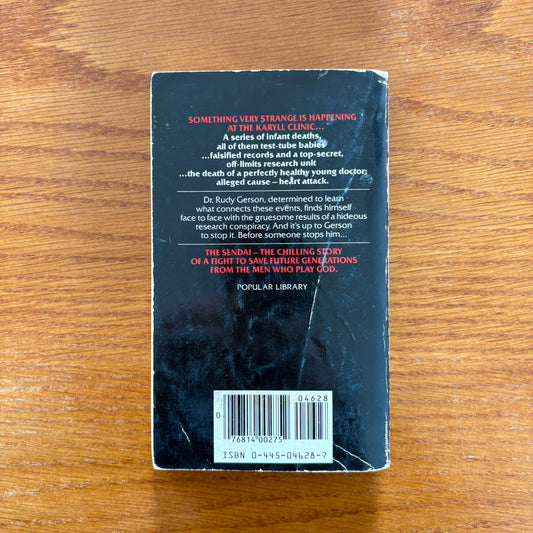 SOMETHING VERY STRANGE IS HAPPENING
AT THE KARYLL CLINIC...
A series of infant deaths,
all of them test-tube babies
...falsified records and a top-secret,
off-limits research unit
...the death of a perfectly healthy young doctor;
alleged cause – heart attack.
Dr. Rudy Gerson, determined to learn
what connects these events, finds himself
face to face with the gruesome results of a hideous
research conspiracy. And it's up to Gerson
to stop it. Before someone stops him...
THE SENDAI – THE CHILLING STORY
OF A FIGHT TO SAVE FUTURE GENERATIONS
FROM THE MEN WHO PLAY GOD.
POPULAR LIBRARY
04628
0
76814 00275
ISBN 0-445-04628-7